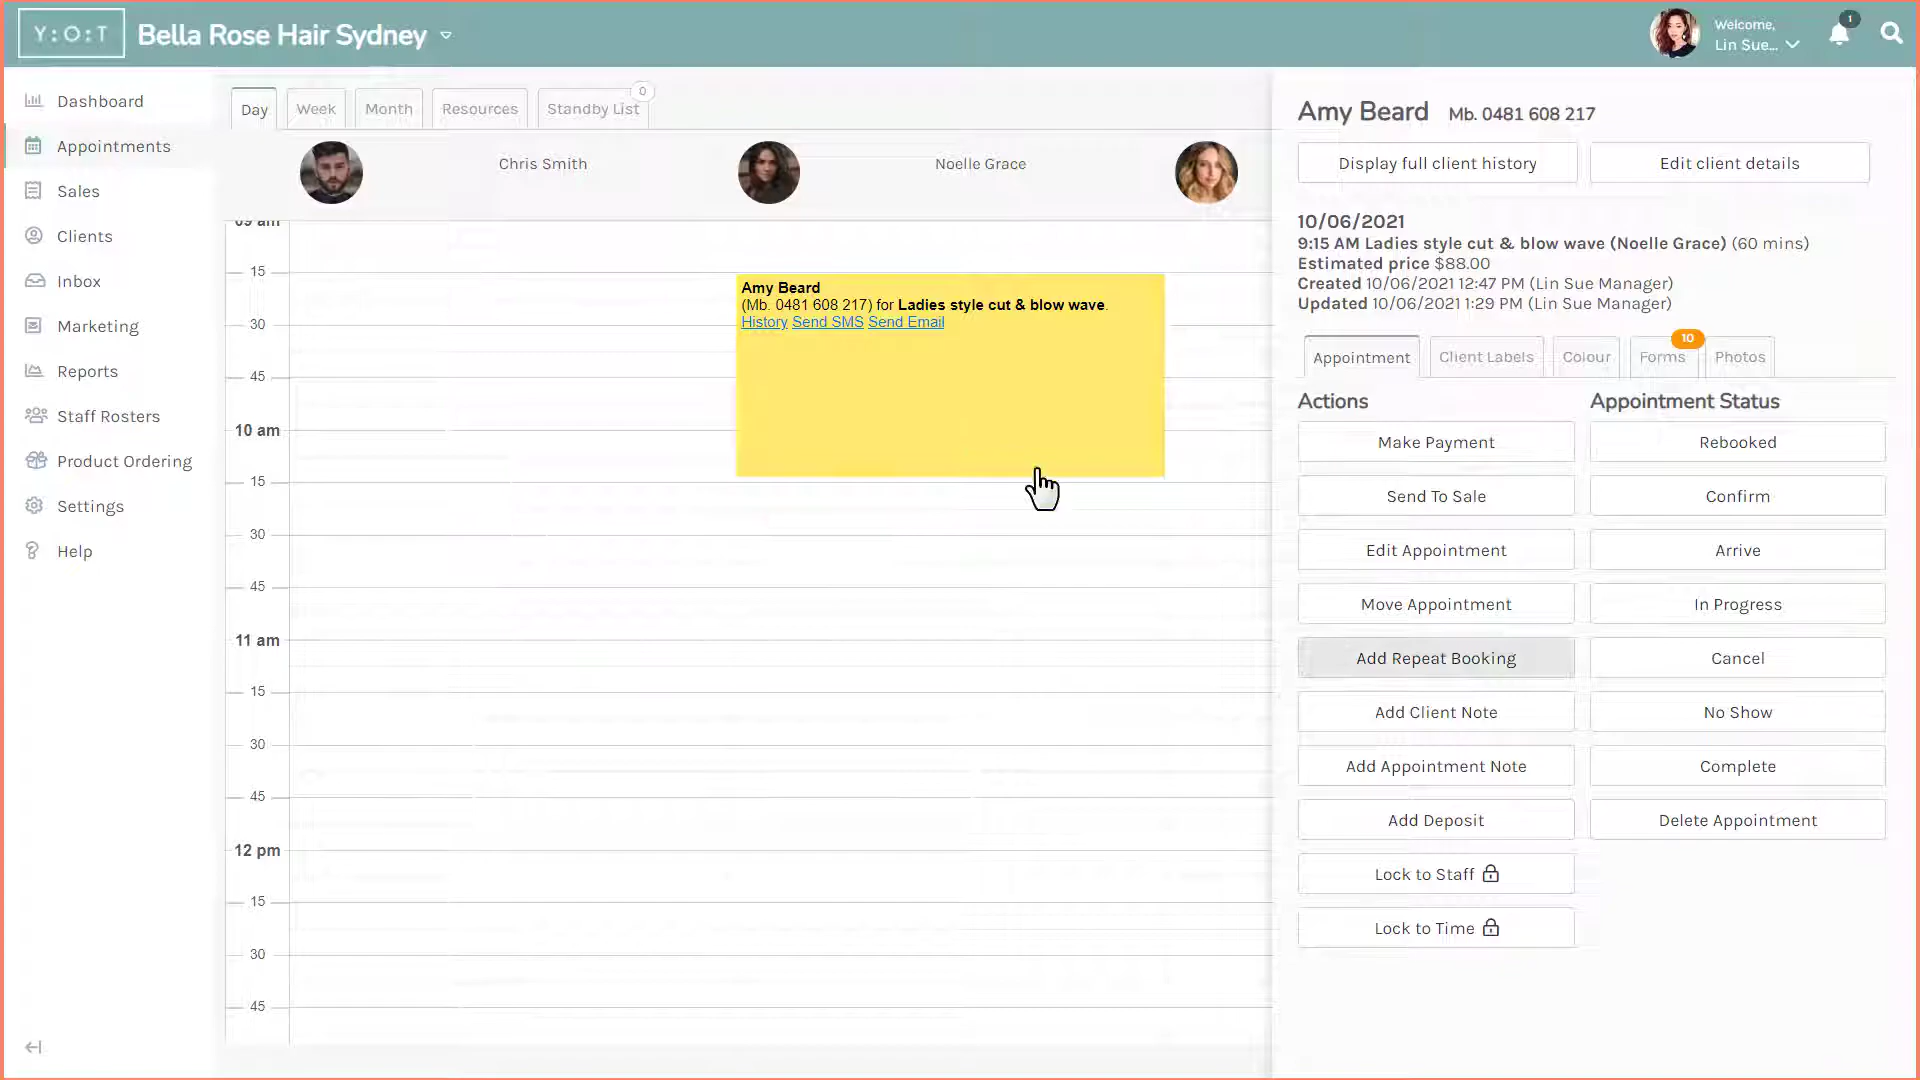 Y:O:T
Bella Rose Hair Sydney
Welcome,
Lin Sue...
1
Dashboard
Appointments
Sales
Clients
Inbox
Marketing
Reports
Staff Rosters
Product Ordering
Settings
Help
Day
Week
Month
Resources
Standby List
0
Chris Smith
Noelle Grace
09 am
15
30
45
10 am
15
30
45
11 am
15
30
45
12 pm
15
30
45
Amy Beard
(Mb. 0481 608 217) for Ladies style cut & blow wave.
History Send SMS Send Email
Amy Beard Mb. 0481 608 217
Display full client history
Edit client details
10/06/2021
9:15 AM Ladies style cut & blow wave (Noelle Grace) (60 mins)
Estimated price $88.00
Created 10/06/2021 12:47 PM (Lin Sue Manager)
Updated 10/06/2021 1:29 PM (Lin Sue Manager)
Appointment
Client Labels
Colour
Forms
10
Photos
Actions
Make Payment
Send To Sale
Edit Appointment
Move Appointment
Add Repeat Booking
Add Client Note
Add Appointment Note
Add Deposit
Lock to Staff
Lock to Time
Appointment Status
Rebooked
Confirm
Arrive
In Progress
Cancel
No Show
Complete
Delete Appointment